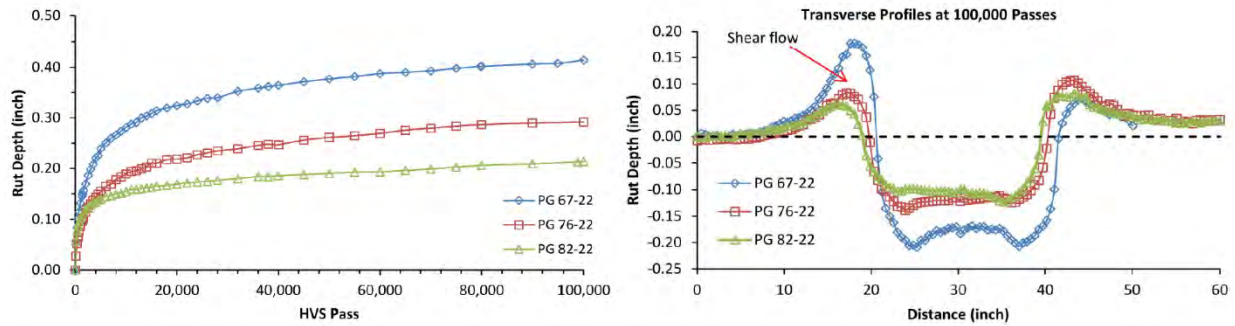 0.50
0.40
0.30
0.20
0.10
0.00
Rut Depth (inch)
PG 67-22
PG 76-22
PG 82-22
0 20,000 40,000 60,000 80,000 100,000
HVS Pass
Transverse Profiles at 100,000 Passes
0.20
0.15
0.10
0.05
0.00
-0.05
-0.10
-0.15
-0.20
-0.25
Rut Depth (inch)
Shear flow
PG 67-22
PG 76-22
PG 82-22
0 10 20 30 40 50 60
Distance (inch)